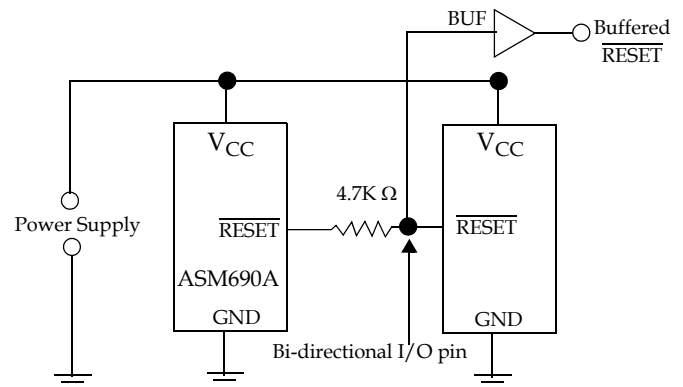 BUF
Buffered
RESET
VCC
VCC
4.7K Ω
Power Supply
RESET
RESET
ASM690A
GND
GND
Bi-directional I/O pin